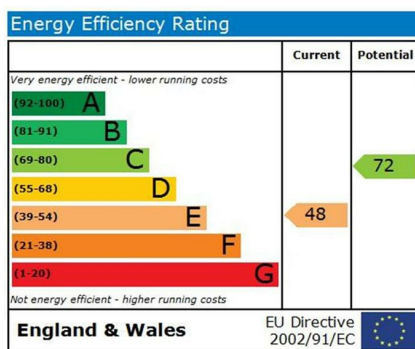 Energy Efficiency Rating
Current Potential
Very energy efficient - lower running costs
(92-100) A
(81-91) B
(69-80) C
72
(55-68) D
(39-54) E
48
(21-38) F
(1-20) G
Not energy efficient - higher running costs
England & Wales
EU Directive
2002/91/EC